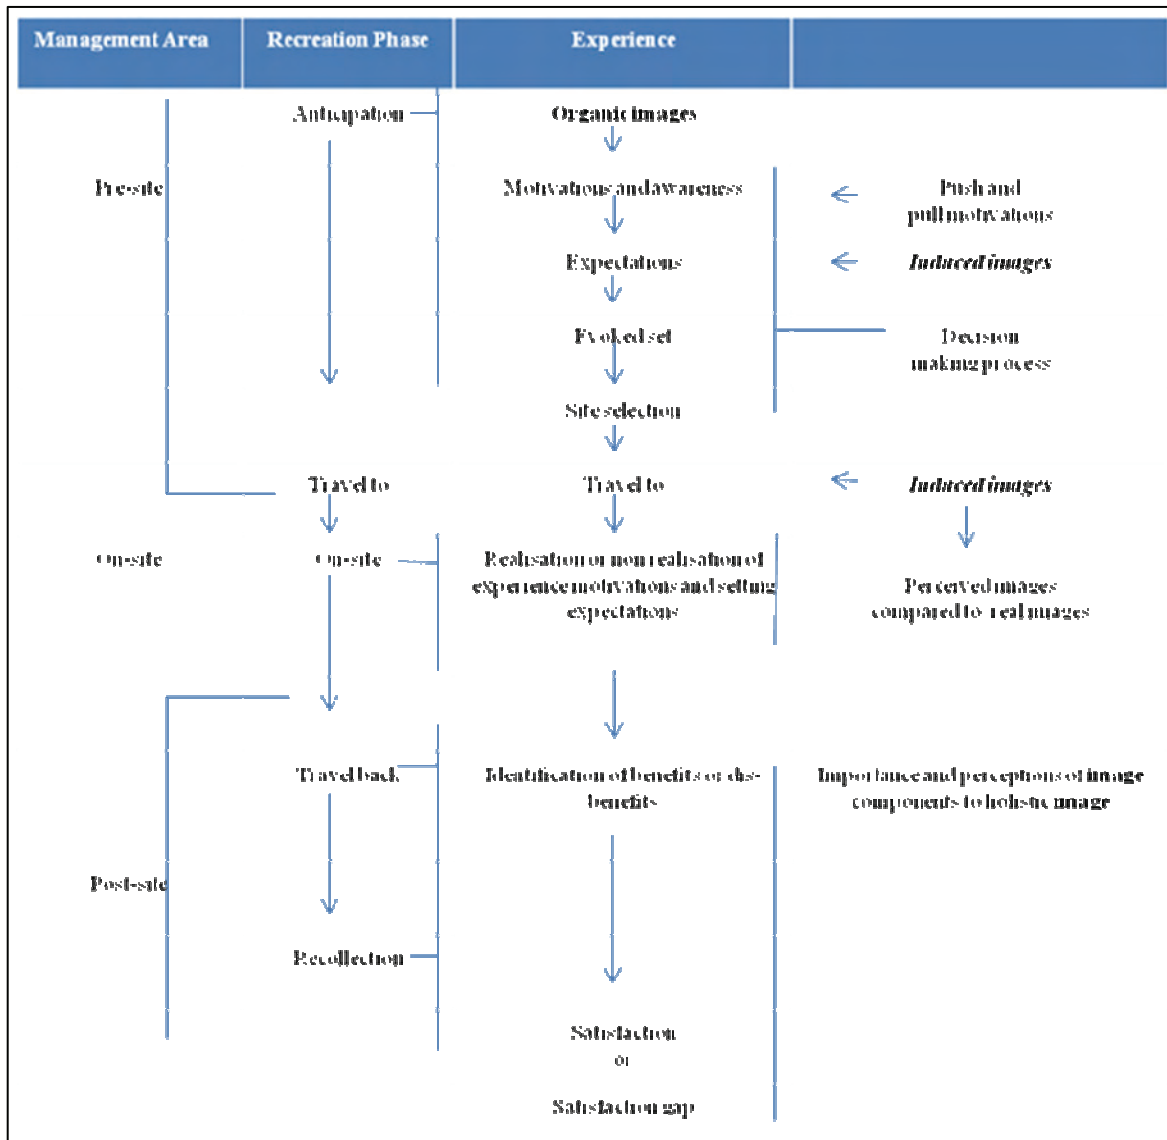 Management Area Recreation Phase Experience
Anticipation Organic images
Pre-site Motivations and awareness Push and
pull motivations
Expectations Induced images
Evoked set Decision
making process
Site selection
Travel to Travel to Induced images
On-site On-site Realisation or non realisation of
experience motivations and setting
expectations
Perceived images
compared to real images
Travel back Identification of benefits or dis-
benefits
Importance and perceptions of image
components to holistic image
Post-site
Recollection
Satisfaction
or
Satisfaction gap